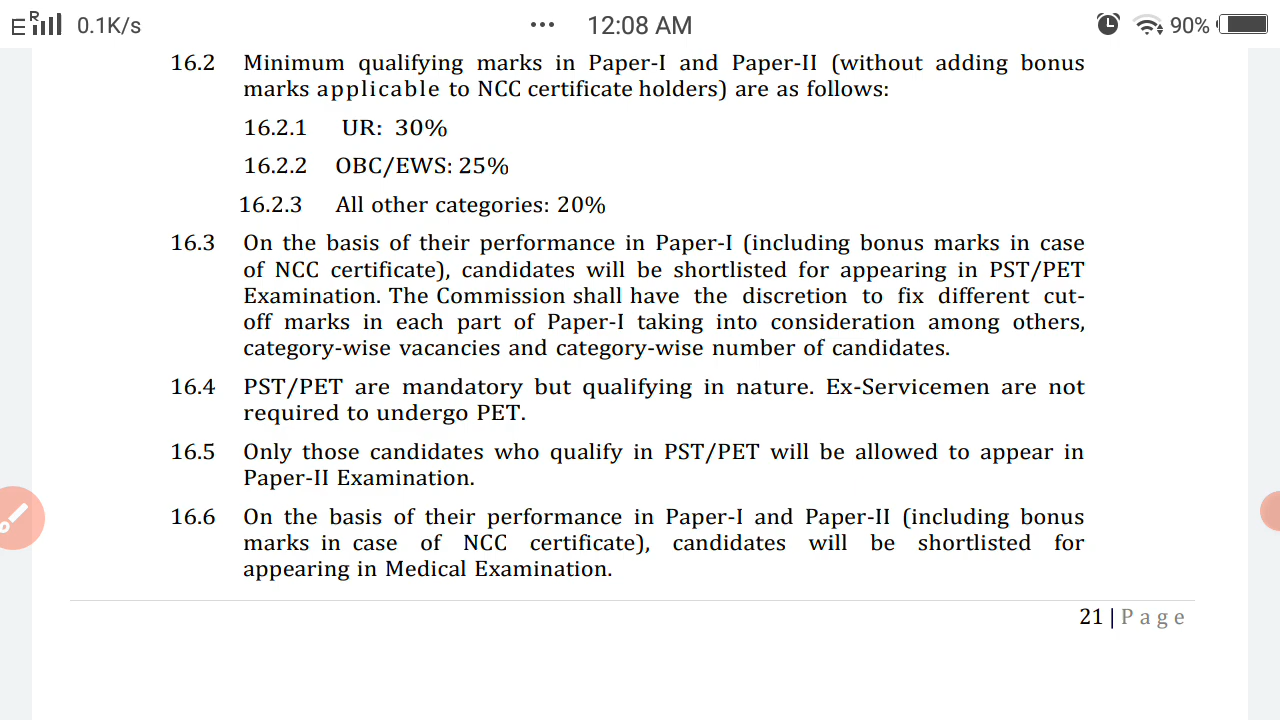 E R 0.1K/s ... 12:08 AM 90%
16.2 Minimum qualifying marks in Paper-I and Paper-II (without adding bonus
marks applicable to NCC certificate holders) are as follows:
16.2.1 UR: 30%
16.2.2 OBC/EWS: 25%
16.2.3 All other categories: 20%
16.3 On the basis of their performance in Paper-I (including bonus marks in case
of NCC certificate), candidates will be shortlisted for appearing in PST/PET
Examination. The Commission shall have the discretion to fix different cut-
off marks in each part of Paper-I taking into consideration among others,
category-wise vacancies and category-wise number of candidates.
16.4 PST/PET are mandatory but qualifying in nature. Ex-Servicemen are not
required to undergo PET.
16.5 Only those candidates who qualify in PST/PET will be allowed to appear in
Paper-II Examination.
16.6 On the basis of their performance in Paper-I and Paper-II (including bonus
marks in case of NCC certificate), candidates will be shortlisted for
appearing in Medical Examination.
21 | Page